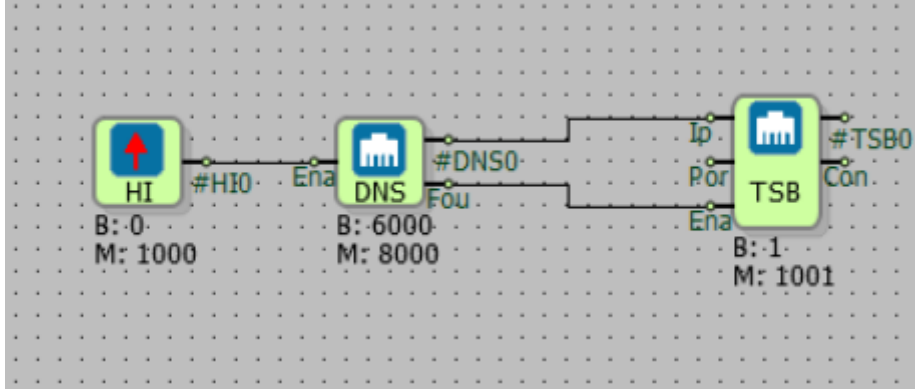 HI
#HI0
B: 0
M: 1000
Ena
DNS
#DNS0
Fou
B: 6000
M: 8000
Ip
Por
Ena
TSB
#TSB0
Con
B: 1
M: 1001